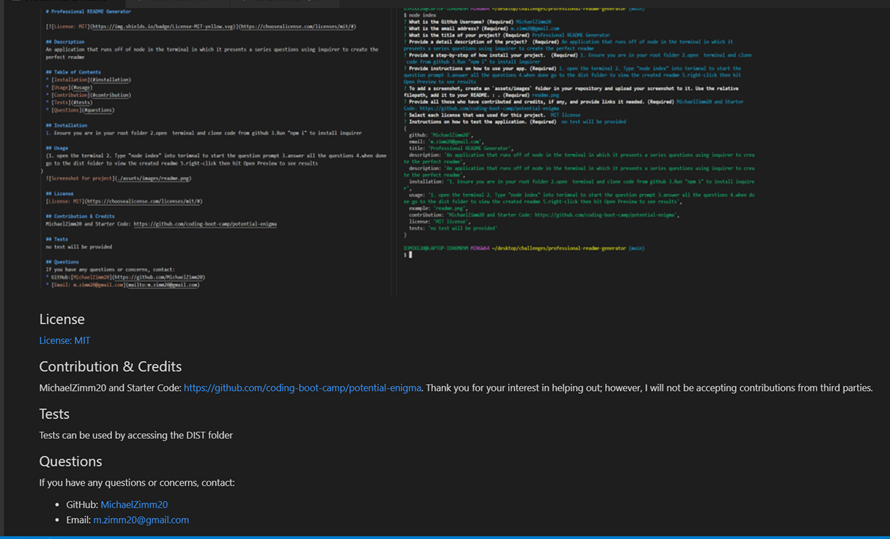 # Professional README Generator
[![License: MIT](https://img.shields.io/badge/License-MIT-yellow.svg)](https://choosealicense.com/licenses/mit/#)
## Description
An application that runs off of node in the terminal in which it presents a series questions using inquirer to create the
perfect readme
## Table of Contents
* [Installation](#installation)
* [Usage](#usage)
* [Contribution](#contribution)
* [Tests](#tests)
* [Questions](#questions)
## Installation
1. Ensure you are in your root folder 2.open  terminal and clone code from github 3.Run "npm i" to install inquirer
## Usage
(1. open the terminal 2. Type "node index" into terimal to start the question prompt 3.answer all the questions 4.when done
go to the dist folder to view the created readme 5.right-click then hit Open Preview to see results
)
![Screenshot for project](./assets/images/readme.png)
## License
[License: MIT](https://choosealicense.com/licenses/mit/#)
## Contribution & Credits
MichaelZimm20 and Starter Code: https://github.com/coding-boot-camp/potential-enigma
## Tests
no test will be provided
## Questions
If you have any questions or concerns, contact:
* GitHub:[MichaelZimm20](https://github.com/MichaelZimm20)
* [Email: m.zimm20@gmail.com](mailto:m.zimm20@gmail.com)
$ node index
? What is the GitHub Username? (Required) MichaelZimm20
? What is the email address? (Required) m.zimm20@gmail.com
? What is the title of your project? (Required) Professional README Generator
? Provide a detail description of the project?  (Required) An application that runs off of node in the terminal in which it
presents a series questions using inquirer to create the perfect readme
? Provide a step-by-step of how install your project.  (Required) 1. Ensure you are in your root folder 2.open  terminal and clone
code from github 3.Run "npm i" to install inquirer
? Provide instructions on how to use your app. (Required) 1. open the terminal 2. Type "node index" into terimal to start the
question prompt 3.answer all the questions 4.when done go to the dist folder to view the created readme 5.right-click then hit
Open Preview to see results
? To add a screenshot, create an 'assets/images' folder in your repository and upload your screenshot to it. Use the relative
filepath, add it to your README. : . (Required) readme.png
? Provide all those who have contributed and credits, if any, and provide links it needed. (Required) MichaelZimm20 and Starter
Code: https://github.com/coding-boot-camp/potential-enigma
? Select each license that was used for this project.  MIT license
? Instructions on how to test the application. (Required)  no test will be provided
{
github: 'MichaelZimm20',
email: 'm.zimm20@gmail.com',
title: 'Professional README Generator',
description: 'An application that runs off of node in the terminal in which it presents a series questions using inquirer to crea
te the perfect readme',
description: 'An application that runs off of node in the terminal in which it presents a series questions using inquirer to crea
te the perfect readme',
installation: '1. Ensure you are in your root folder 2.open  terminal and clone code from github 3.Run "npm i" to install inquire
r',
usage: '1. open the terminal 2. Type "node index" into terimal to start the question prompt 3.answer all the questions 4.when do
ne go to the dist folder to view the created readme 5.right-click then hit Open Preview to see results',
example: 'readme.png',
contribution: 'MichaelZimm20 and Starter Code: https://github.com/coding-boot-camp/potential-enigma',
license: 'MIT license',
tests: 'no test will be provided'
}
MINGW64 ~/desktop/challenges/professional-readme-generator (main)
$
License
License: MIT
Contribution & Credits
MichaelZimm20 and Starter Code: https://github.com/coding-boot-camp/potential-enigma. Thank you for your interest in helping out; however, I will not be accepting contributions from third parties.
Tests
Tests can be used by accessing the DIST folder
Questions
If you have any questions or concerns, contact:
• GitHub: MichaelZimm20
• Email: m.zimm20@gmail.com